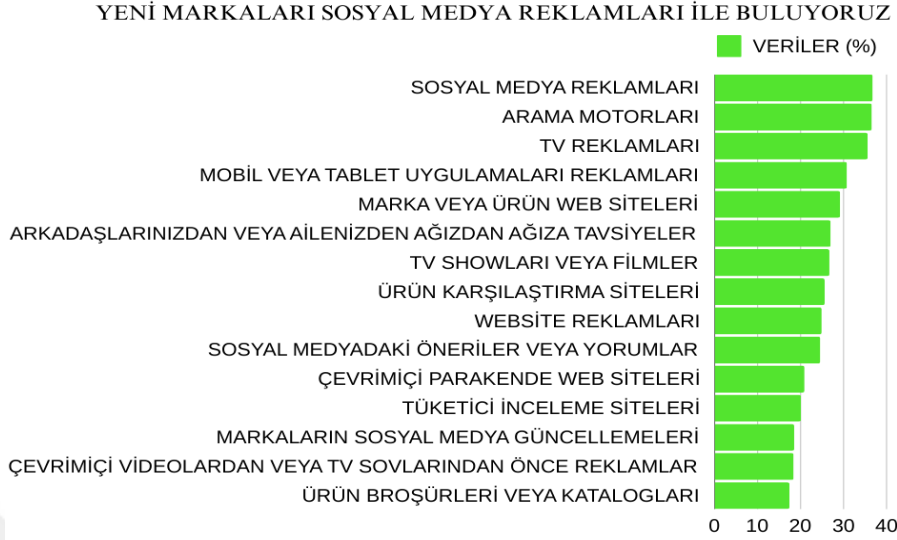 YENİ MARKALARI SOSYAL MEDYA REKLAMLARI İLE BULUYORUZ
VERİLER (%)
SOSYAL MEDYA REKLAMLARI
ARAMA MOTORLARI
TV REKLAMLARI
MOBİL VEYA TABLET UYGULAMALARI REKLAMLARI
MARKA VEYA ÜRÜN WEB SİTELERİ
ARKADAŞLARINIZDAN VEYA AİLENİZDEN AĞIZDAN AĞIZA TAVSİYELER
TV SHOWLARI VEYA FİLMLER
ÜRÜN KARŞILAŞTIRMA SİTELERİ
WEBSİTE REKLAMLARI
SOSYAL MEDYADAKİ ÖNERİLER VEYA YORUMLAR
ÇEVRİMİÇİ PARAKENDE WEB SİTELERİ
TÜKETİCİ İNCELEME SİTELERİ
MARKALARIN SOSYAL MEDYA GÜNCELLEMELERİ
ÇEVRİMİÇİ VİDEOLARDAN VEYA TV SOVLARINDAN ÖNCE REKLAMLAR
ÜRÜN BROŞÜRLERİ VEYA KATALOGLARI
0 10 20 30 40